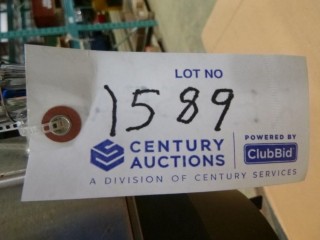 LOT NO
1589
CENTURY
AUCTIONS
POWERED BY
ClubBid
A DIVISION OF CENTURY SERVICES